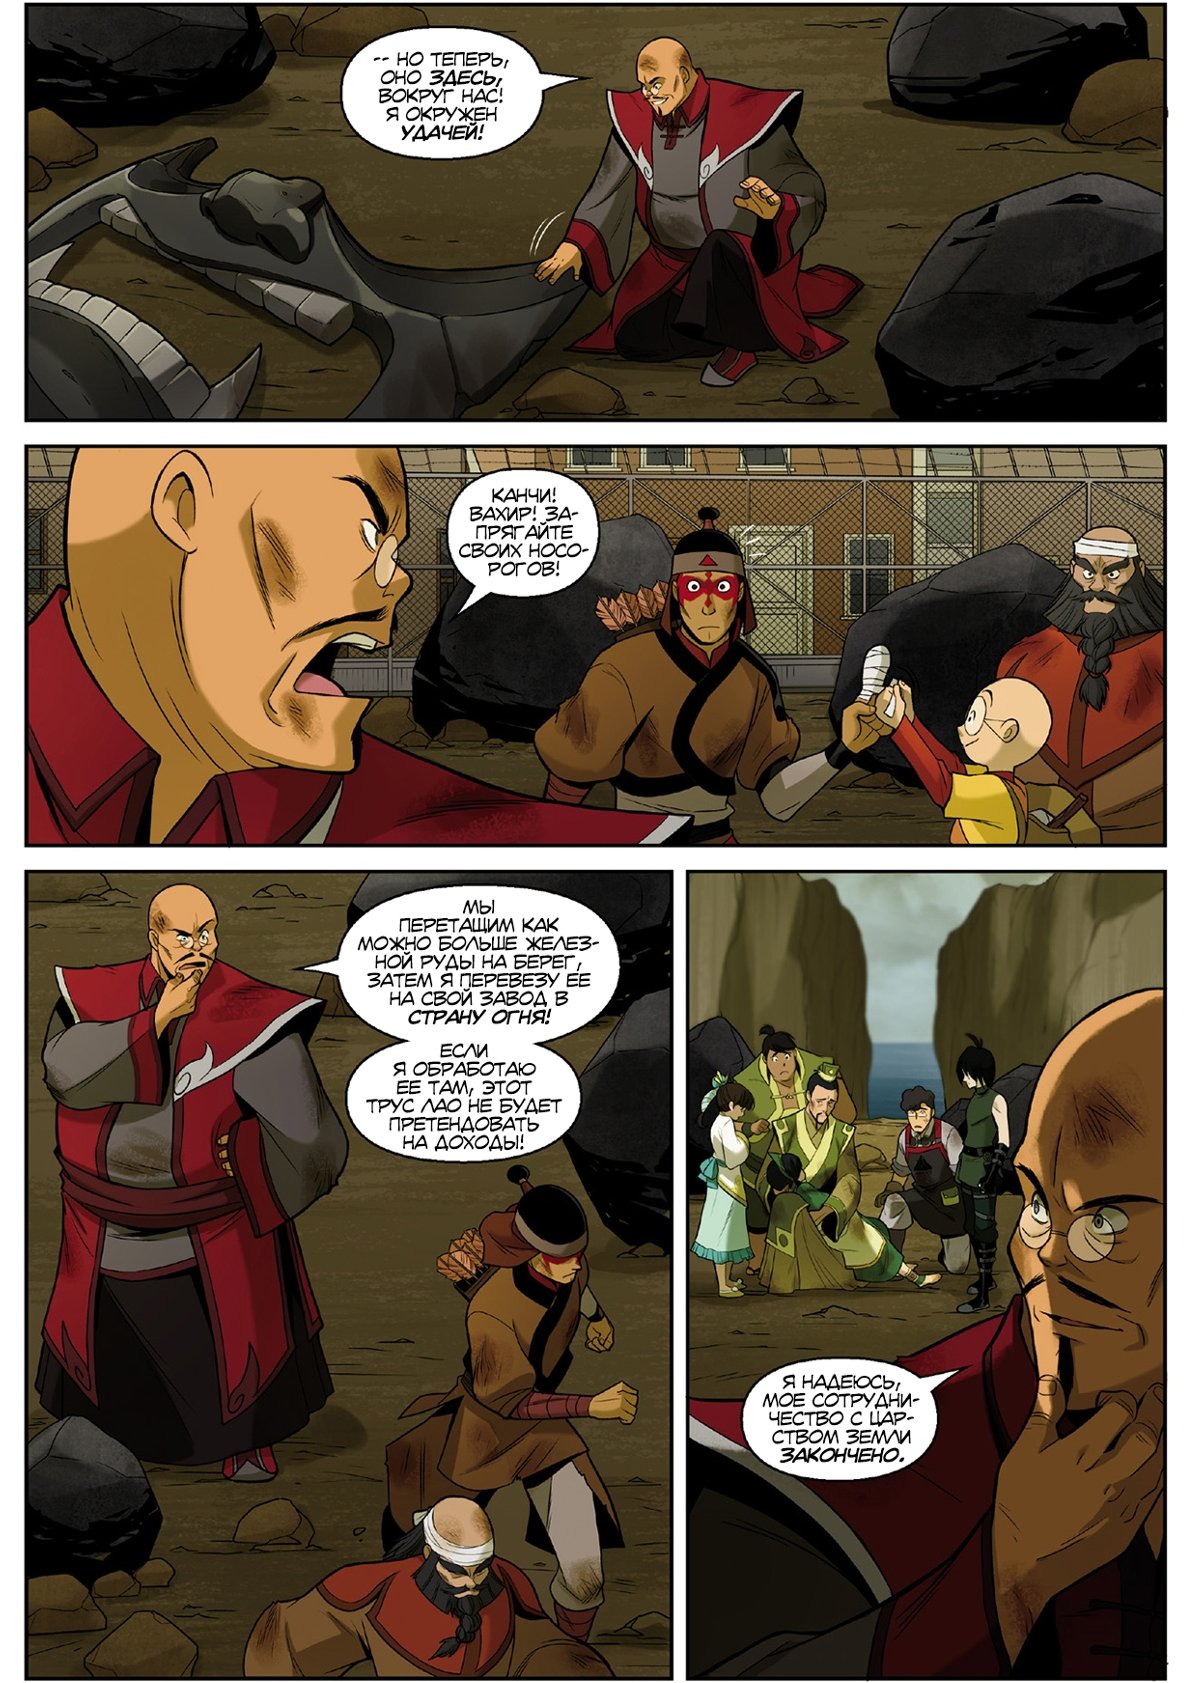 -- НО ТЕПЕРЬ,
ОНО ЗДЕСЬ,
ВОКРУГ НАС!
Я ОКРУЖЕН
УДАЧЕЙ!
КАНЧИ!
ВАХИР! ЗА-
ПРЯГАЙТЕ
СВОИХ НОСО-
РОГОВ!
МЫ
ПЕРЕТАЩИМ КАК
МОЖНО БОЛЬШЕ ЖЕЛЕЗ-
НОЙ РУДЫ НА БЕРЕГ,
ЗАТЕМ Я ПЕРЕВЕЗУ ЕЕ
НА СВОЙ ЗАВОД В
СТРАНУ ОГНЯ!
ЕСЛИ
Я ОБРАБОТАЮ
ЕЕ ТАМ, ЭТОТ
ТРУС ЛАО НЕ БУДЕТ
ПРЕТЕНДОВАТЬ
НА ДОХОДЫ!
Я НАДЕЮСЬ,
МОЕ СОТРУДНИ-
ЧЕСТВО С ЦАР-
СТВОМ ЗЕМЛИ
ЗАКОНЧЕНО.